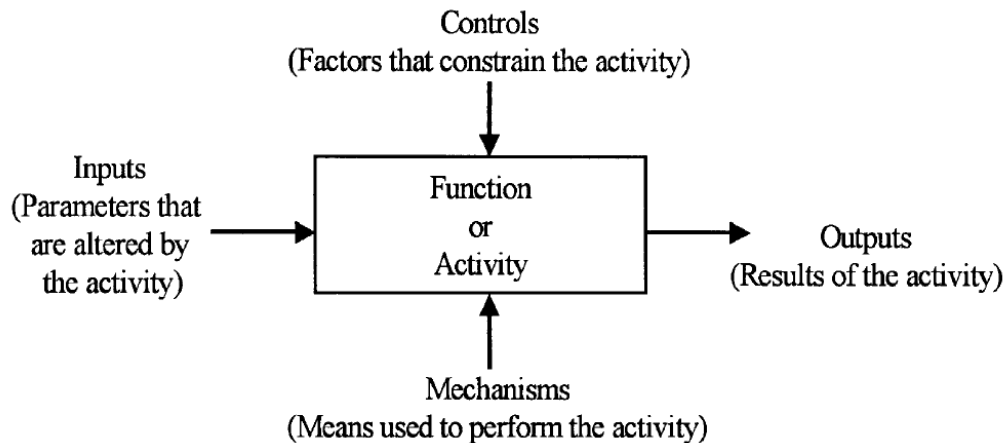 Controls
(Factors that constrain the activity)
Inputs
(Parameters that
are altered by
the activity)
Function
or
Activity
Outputs
(Results of the activity)
Mechanisms
(Means used to perform the activity)